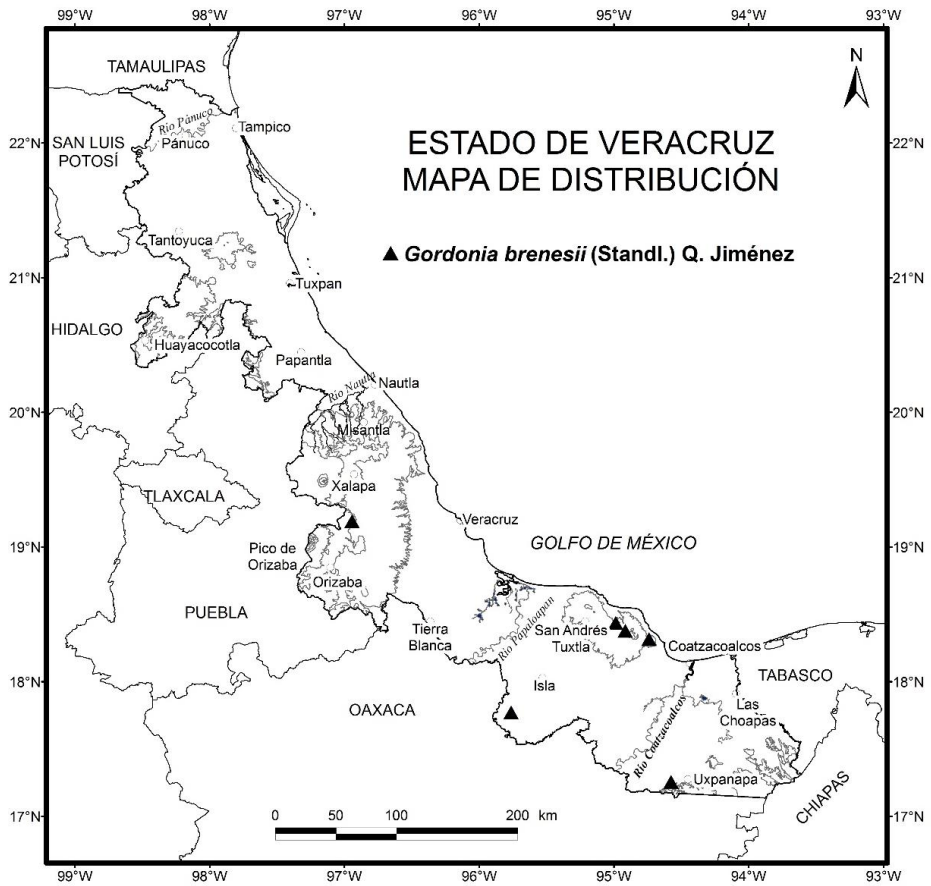 99°W 98°W 97°W 96°W 95°W 94°W 93°W
N
TAMAULIPAS
Río Pánuco
Tampico
22°N
22°N
SAN LUIS
POTOSÍ
Pánuco
ESTADO DE VERACRUZ
MAPA DE DISTRIBUCIÓN
Tantoyuca
Gordonia brenesii (Standl.) Q. Jiménez
21°N
21°N
Tuxpan
HIDALGO
Huayacocotla
Papantla
Río Nautla
Nautla
20°N
20°N
Misantla
Xalapa
TLAXCALA
Veracruz
19°N
19°N
GOLFO DE MÉXICO
Pico de
Orizaba
Orizaba
PUEBLA
Río Papaloapan
Tierra
Blanca
San Andrés
Tuxtla
Coatzacoalcos
18°N
18°N
TABASCO
Isla
OAXACA
Las
Choapas
Río Coatzacoalcos
Uxpanapa
CHIAPAS
17°N
17°N
0 50 100 200 km
99°W 98°W 97°W 96°W 95°W 94°W 93°W